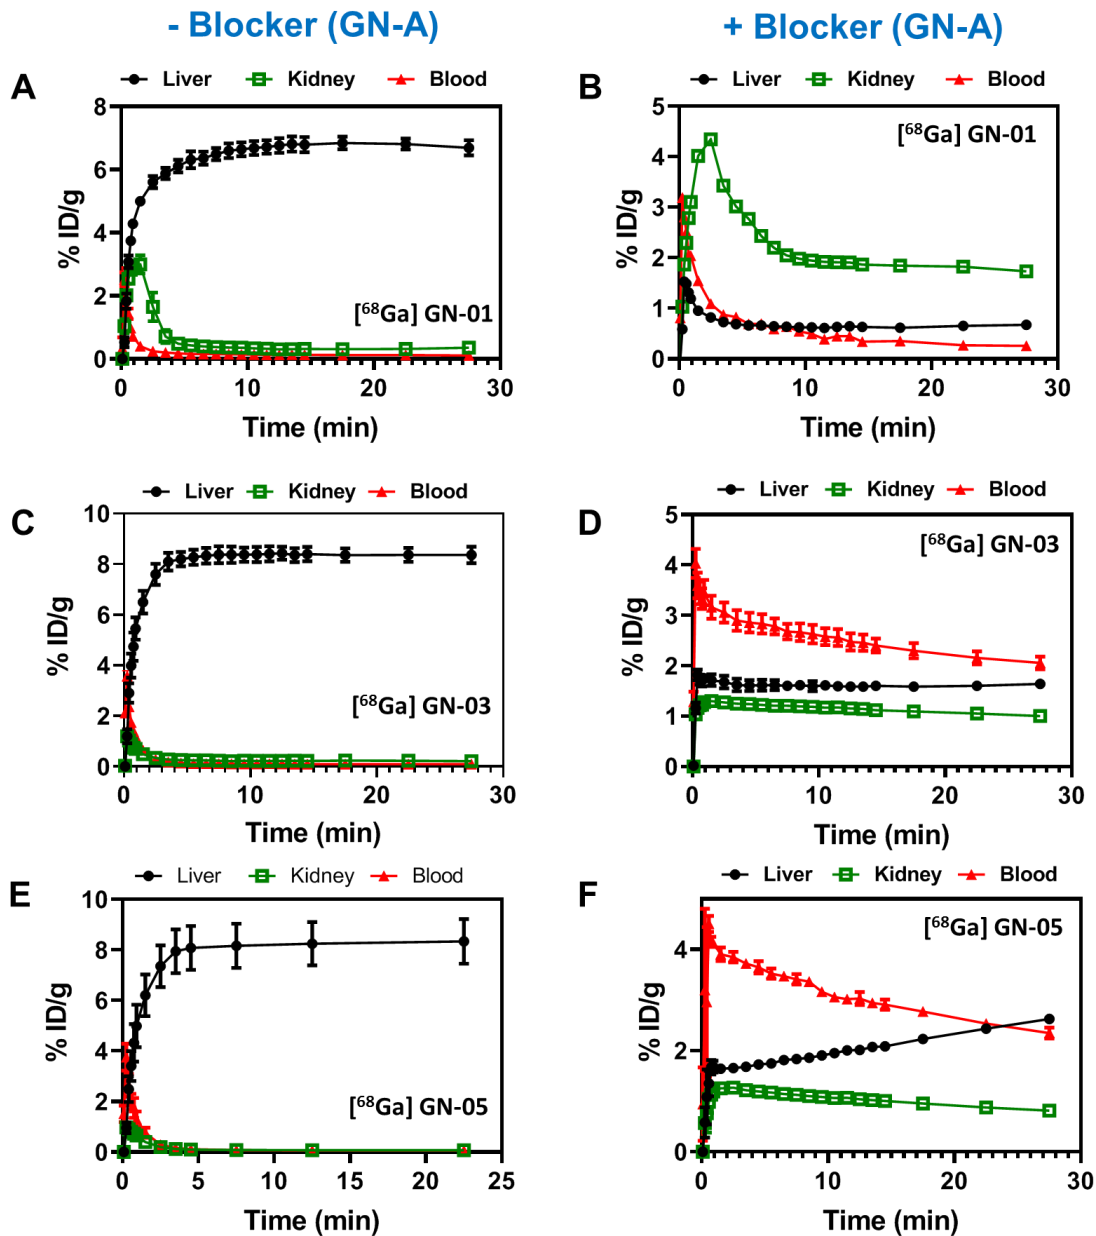 - Blocker (GN-A)
+ Blocker (GN-A)
A
Liver Kidney Blood
8
6
4
2
0
% ID/g
[⁶⁸Ga] GN-01
0 10 20 30
Time (min)
B
Liver Kidney Blood
5
4
3
2
1
0
% ID/g
[⁶⁸Ga] GN-01
0 10 20 30
Time (min)
C
Liver Kidney Blood
10
8
6
4
2
0
% ID/g
[⁶⁸Ga] GN-03
0 10 20 30
Time (min)
D
Liver Kidney Blood
5
4
3
2
1
0
% ID/g
[⁶⁸Ga] GN-03
0 10 20 30
Time (min)
E
Liver Kidney Blood
10
8
6
4
2
0
% ID/g
[⁶⁸Ga] GN-05
0 5 10 15 20 25
Time (min)
F
Liver Kidney Blood
4
2
0
% ID/g
[⁶⁸Ga] GN-05
0 10 20 30
Time (min)